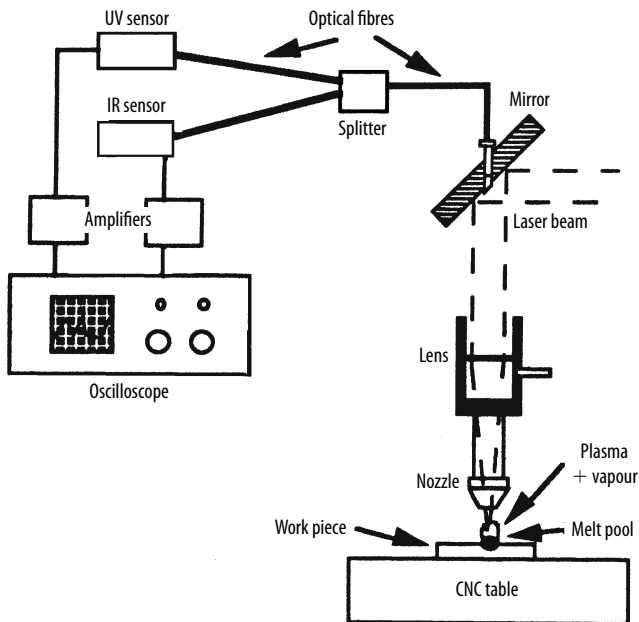 UV sensor
Optical fibres
IR sensor
Splitter
Mirror
Amplifiers
Laser beam
Lens
Oscilloscope
Plasma
+ vapour
Nozzle
Work piece
Melt pool
CNC table